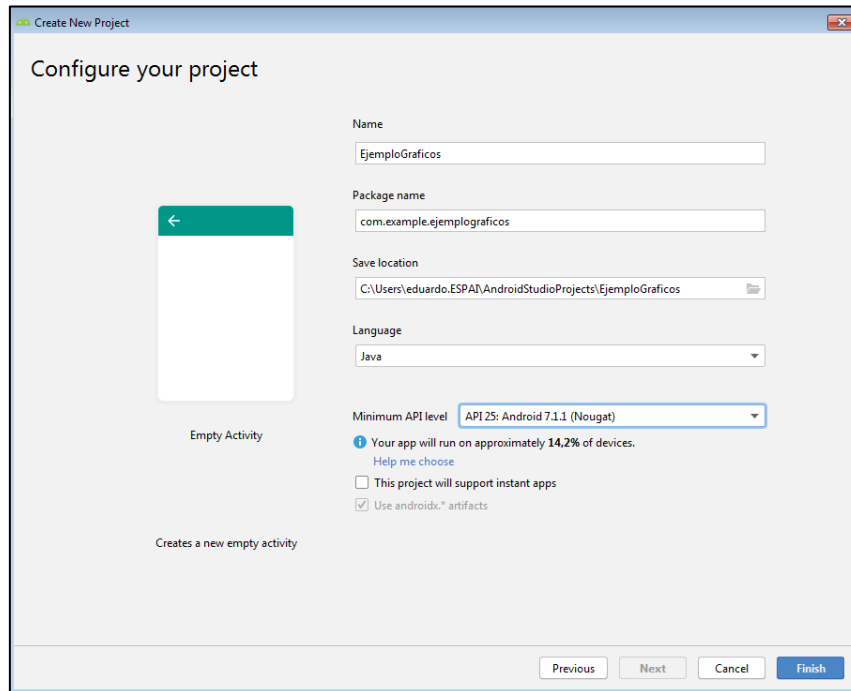 Create New Project
Configure your project
Name
EjemploGraficos
Package name
com.example.ejemplograficos
Save location
C:\Users\eduardo.ESPAI\AndroidStudioProjects\EjemploGraficos
Language
Java
Minimum API level API 25: Android 7.1.1 (Nougat)
Empty Activity
Your app will run on approximately 14,2% of devices.
Help me choose
This project will support instant apps
Use androidx.* artifacts
Creates a new empty activity
Previous Next Cancel Finish